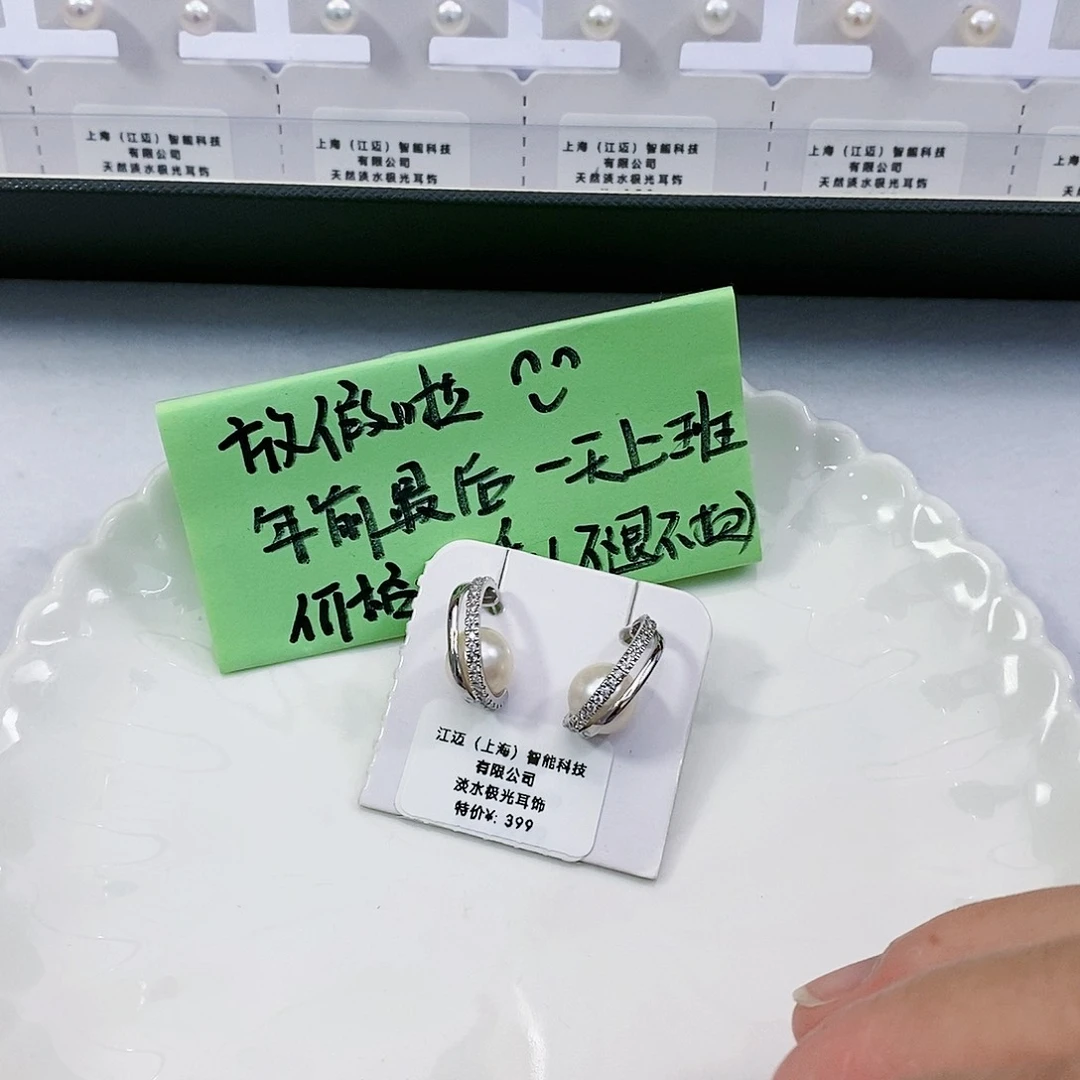 上海（江迈）智能科技
有限公司
天然淡水极光耳饰
上海（江迈）智能科技
有限公司
天然淡水极光耳饰
上海（江迈）智能科技
有限公司
天然淡水极光耳饰
上海（江迈）智能科技
有限公司
天然淡水极光耳饰
上海
放假啦
年前最后一天上班
价格 不退不换)
江迈（上海）智能科技
有限公司
淡水极光耳饰
特价¥: 399